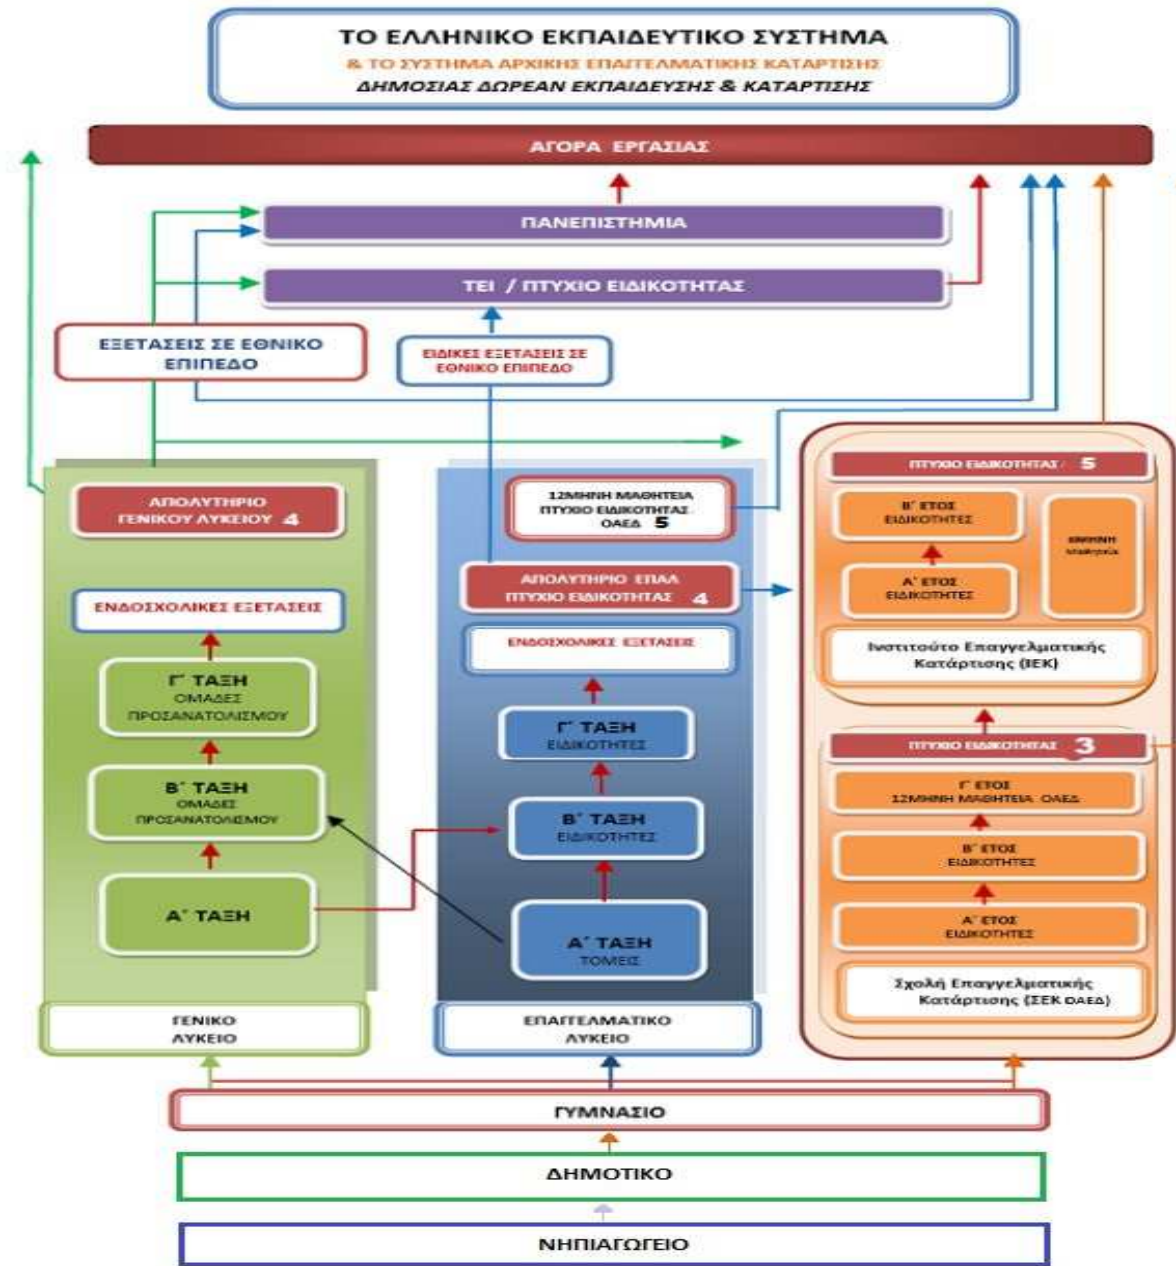 ΤΟ ΕΛΛΗΝΙΚΟ ΕΚΠΑΙΔΕΥΤΙΚΟ ΣΥΣΤΗΜΑ
& ΤΟ ΣΥΣΤΗΜΑ ΑΡΧΙΚΗΣ ΕΠΑΓΓΕΛΜΑΤΙΚΗΣ ΚΑΤΑΡΤΙΣΗΣ
ΔΗΜΟΣΙΑΣ ΔΩΡΕΑΝ ΕΚΠΑΙΔΕΥΣΗΣ & ΚΑΤΑΡΤΙΣΗΣ
ΑΓΟΡΑ ΕΡΓΑΣΙΑΣ
ΠΑΝΕΠΙΣΤΗΜΙΑ
ΤΕΙ / ΠΤΥΧΙΟ ΕΙΔΙΚΟΤΗΤΑΣ
ΕΞΕΤΑΣΕΙΣ ΣΕ ΕΘΝΙΚΟ
ΕΠΙΠΕΔΟ
ΕΙΔΙΚΕΣ ΕΞΕΤΑΣΕΙΣ ΣΕ
ΕΘΝΙΚΟ ΕΠΙΠΕΔΟ
ΑΠΟΛΥΤΗΡΙΟ
ΓΕΝΙΚΟΥ ΛΥΚΕΙΟΥ 4
ΕΝΔΟΣΧΟΛΙΚΕΣ ΕΞΕΤΑΣΕΙΣ
Γ΄ ΤΑΞΗ
ΟΜΑΔΕΣ
ΠΡΟΣΑΝΑΤΟΛΙΣΜΟΥ
Β΄ ΤΑΞΗ
ΟΜΑΔΕΣ
ΠΡΟΣΑΝΑΤΟΛΙΣΜΟΥ
Α΄ ΤΑΞΗ
ΓΕΝΙΚΟ
ΛΥΚΕΙΟ
12ΜΗΝΗ ΜΑΘΗΤΕΙΑ
ΠΤΥΧΙΟ ΕΙΔΙΚΟΤΗΤΑΣ
ΟΑΕΔ 5
ΑΠΟΛΥΤΗΡΙΟ ΕΠΑΛ
ΠΤΥΧΙΟ ΕΙΔΙΚΟΤΗΤΑΣ 4
ΕΝΔΟΣΧΟΛΙΚΕΣ ΕΞΕΤΑΣΕΙΣ
Γ΄ ΤΑΞΗ
ΕΙΔΙΚΟΤΗΤΕΣ
Β΄ ΤΑΞΗ
ΕΙΔΙΚΟΤΗΤΕΣ
Α΄ ΤΑΞΗ
ΤΟΜΕΙΣ
ΕΠΑΓΓΕΛΜΑΤΙΚΟ
ΛΥΚΕΙΟ
ΠΤΥΧΙΟ ΕΙΔΙΚΟΤΗΤΑΣ 5
Β΄ ΕΤΟΣ
ΕΙΔΙΚΟΤΗΤΕΣ
Α΄ ΕΤΟΣ
ΕΙΔΙΚΟΤΗΤΕΣ
Μαθητεία
Ινστιτούτο Επαγγελματικής
Κατάρτισης (ΙΕΚ)
ΠΤΥΧΙΟ ΕΙΔΙΚΟΤΗΤΑΣ 3
Γ΄ ΕΤΟΣ
12ΜΗΝΗ ΜΑΘΗΤΕΙΑ ΟΑΕΔ
Β΄ ΕΤΟΣ
ΕΙΔΙΚΟΤΗΤΕΣ
Α΄ ΕΤΟΣ
ΕΙΔΙΚΟΤΗΤΕΣ
Σχολή Επαγγελματικής
Κατάρτισης (ΣΕΚ ΟΑΕΔ)
ΓΥΜΝΑΣΙΟ
ΔΗΜΟΤΙΚΟ
ΝΗΠΙΑΓΩΓΕΙΟ